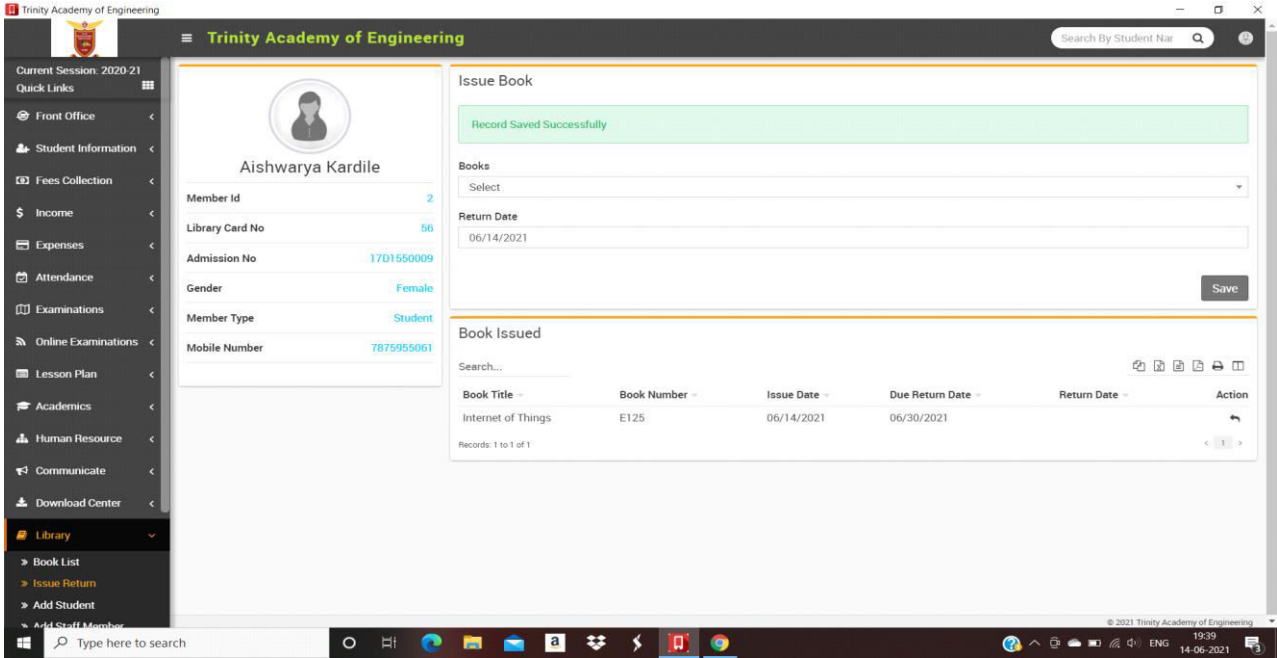 Trinity Academy of Engineering
Trinity Academy of Engineering
Search By Student Nar
Current Session: 2020-21
Quick Links
Front Office
Student Information
Fees Collection
$ Income
Expenses
Attendance
Examinations
Online Examinations
Lesson Plan
Academics
Human Resource
Communicate
Download Center
Library
» Book List
» Issue Return
» Add Student
» Add Staff Member
Aishwarya Kardile
Member Id 2
Library Card No 56
Admission No 17D1550009
Gender Female
Member Type Student
Mobile Number 7875955061
Issue Book
Record Saved Successfully
Books
Select
Return Date
06/14/2021
Save
Book Issued
Search...
Book Title Book Number Issue Date Due Return Date Return Date Action
Internet of Things E125 06/14/2021 06/30/2021
Records: 1 to 1 of 1 < 1 >
© 2021 Trinity Academy of Engineering
Type here to search
a
ENG
19:39
14-06-2021
3